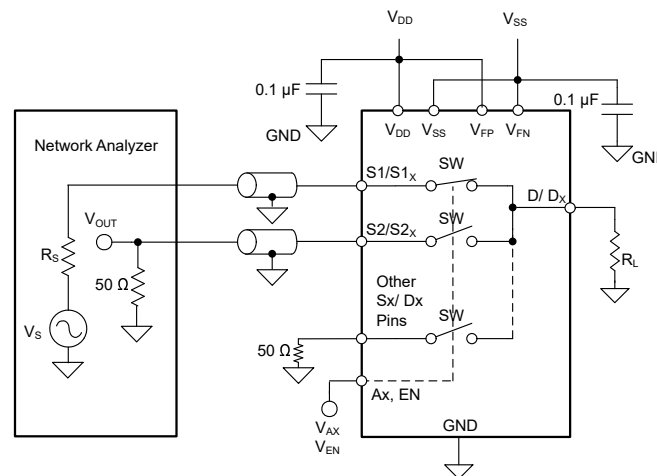 VDD
VSS
0.1 µF
0.1 µF
GND
GND
VDD
VSS
VFP
VFN
Network Analyzer
SW
S1/S1X
D/ DX
VOUT
S2/S2X
SW
RS
RL
50 Ω
Other
Sx/ Dx
Pins
SW
VS
50 Ω
Ax, EN
VAX
VEN
GND